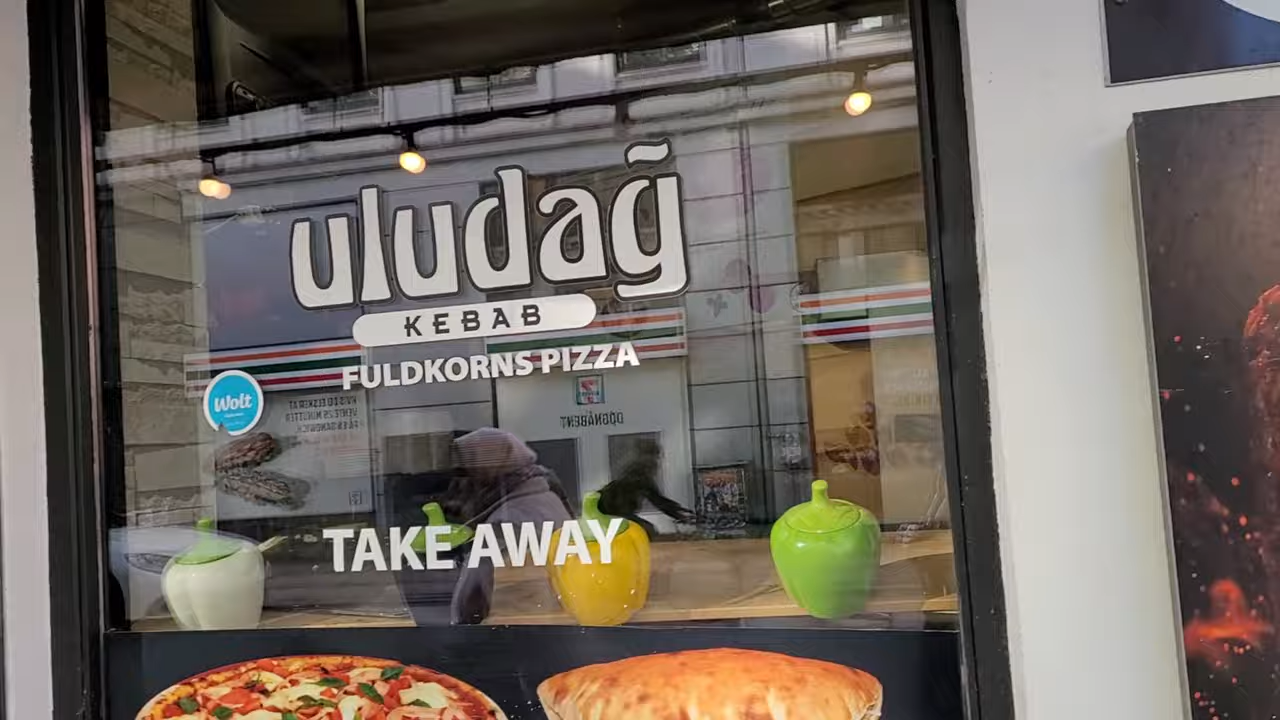 uludağ
KEBAB
FULDKORNS PIZZA
Wolt
DØGNÅBENT
TAKE AWAY